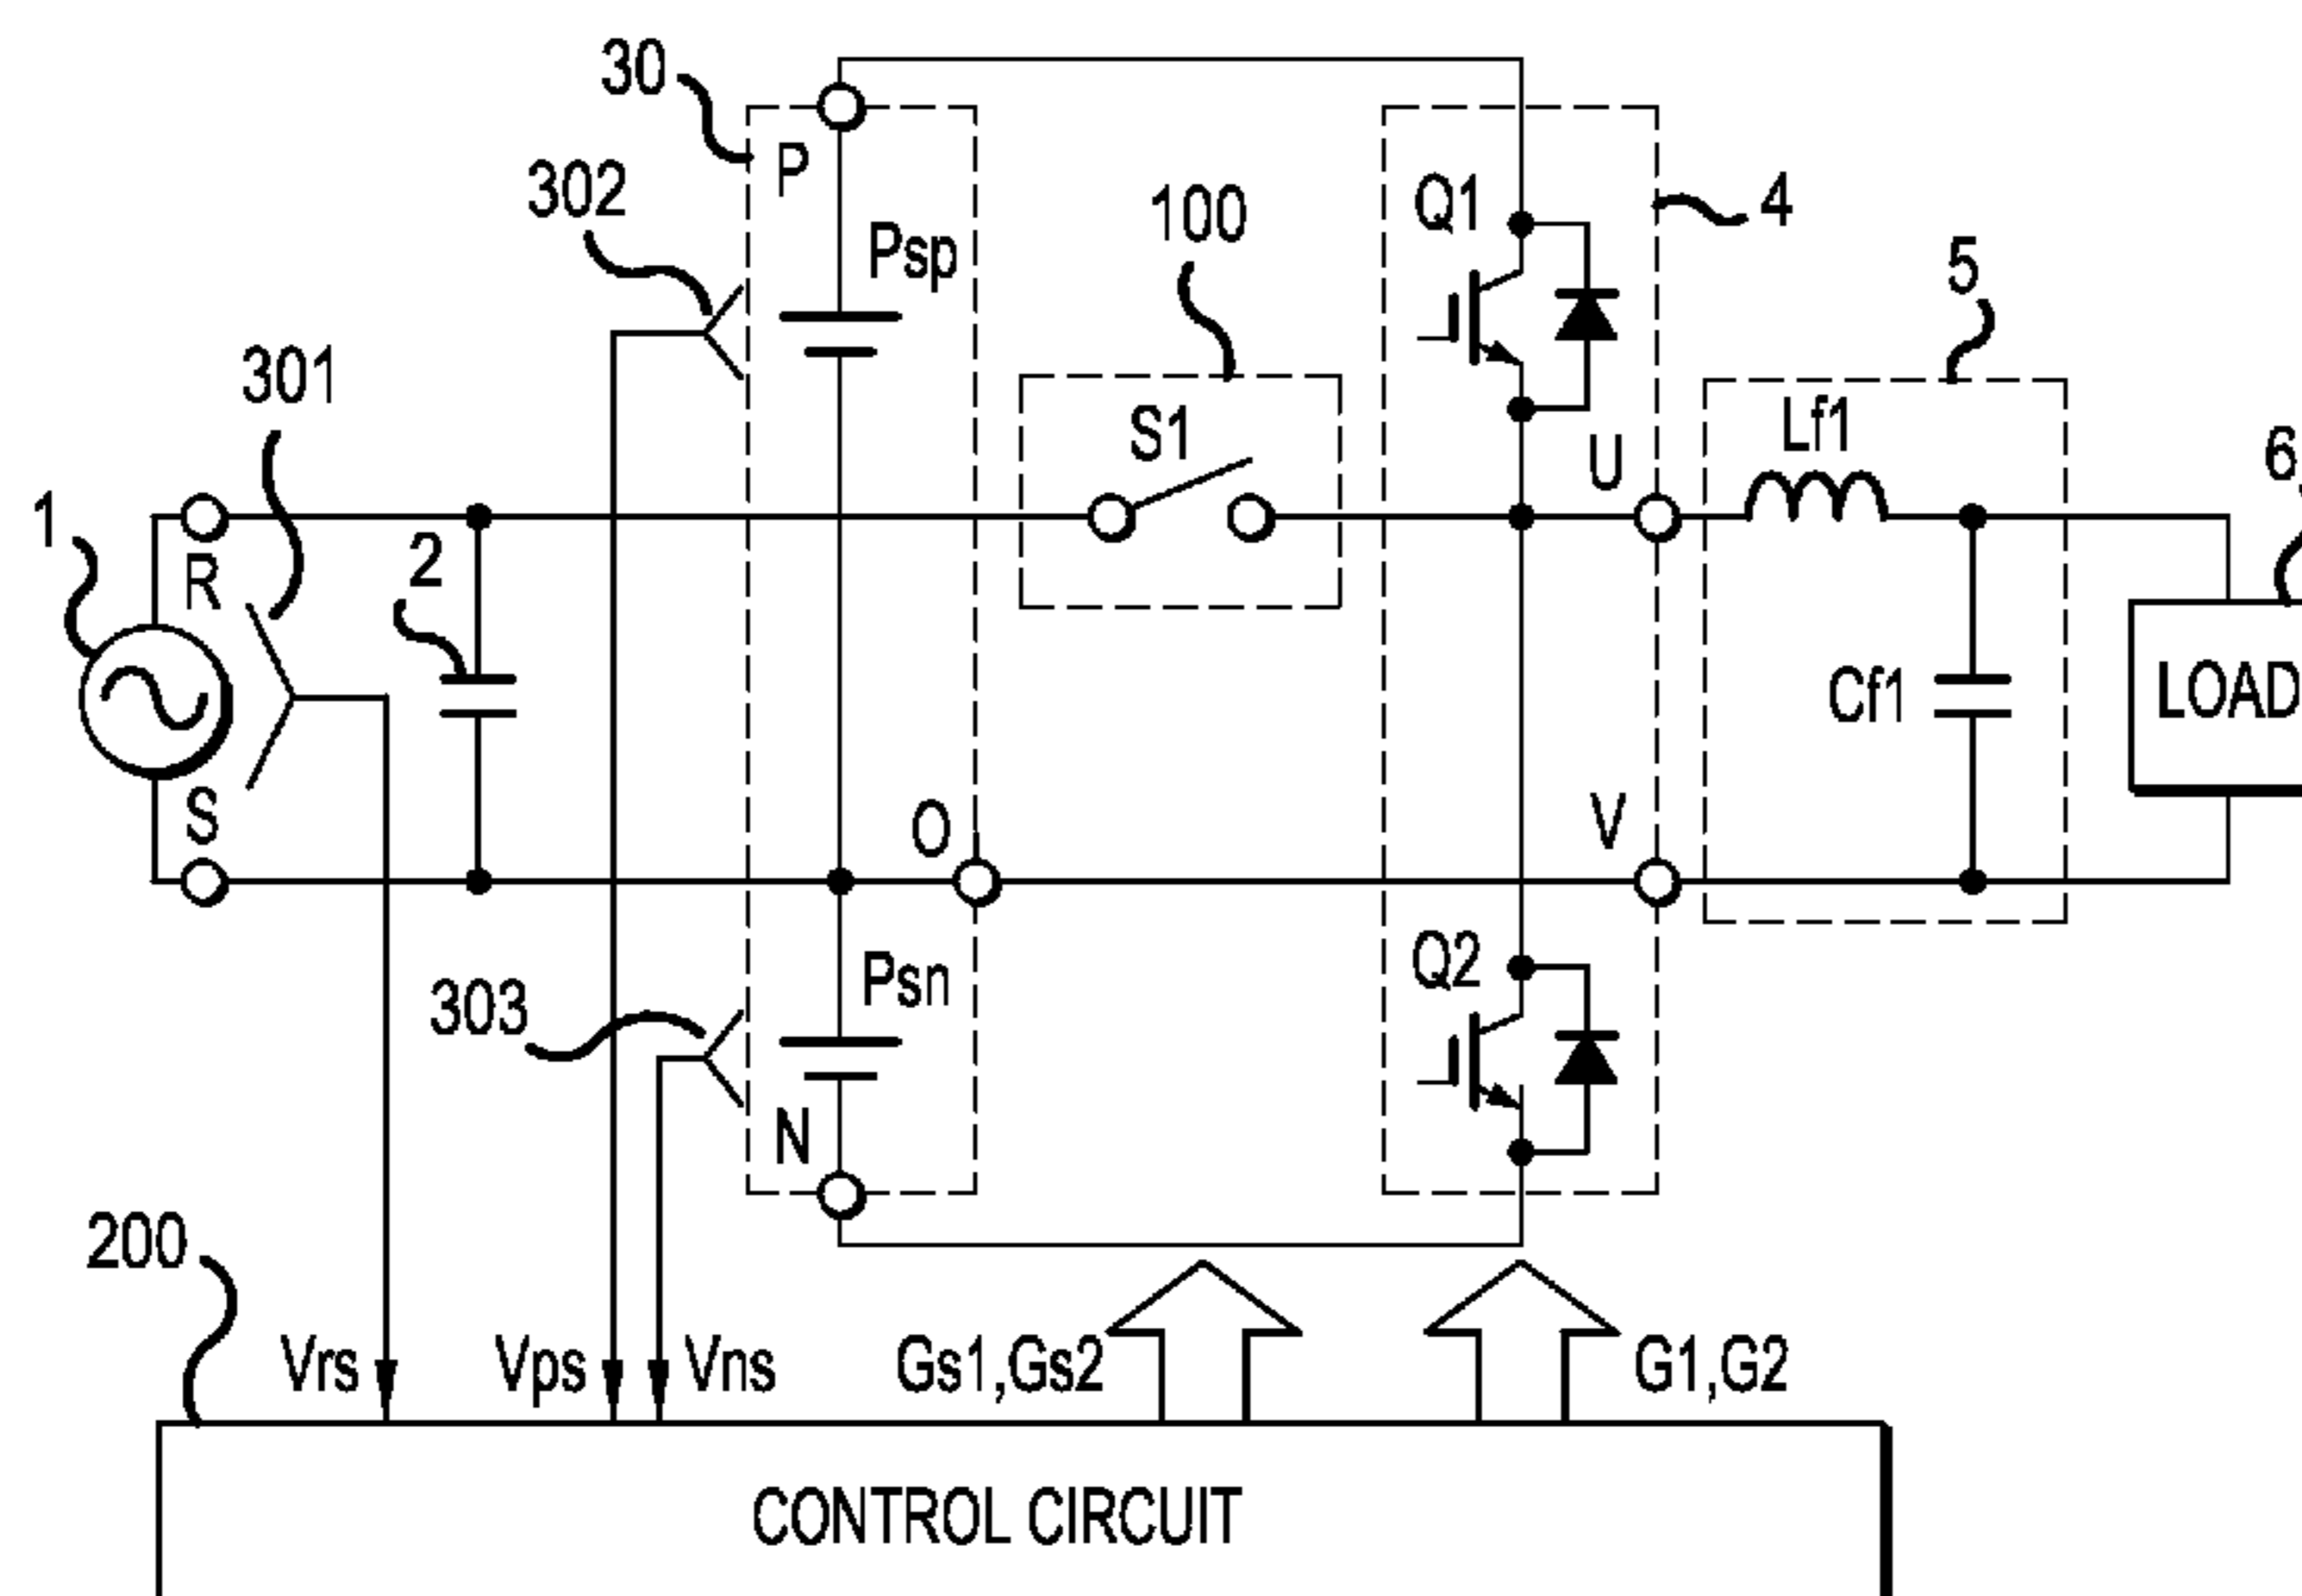 30
P
302
Psp
100
Q1
4
5
301
S1
U
Lf1
6
1
R
2
LOAD
Cf1
S
O
V
Q2
Psn
303
N
200
Vrs
Vps
Vns
Gs1,Gs2
G1,G2
CONTROL CIRCUIT